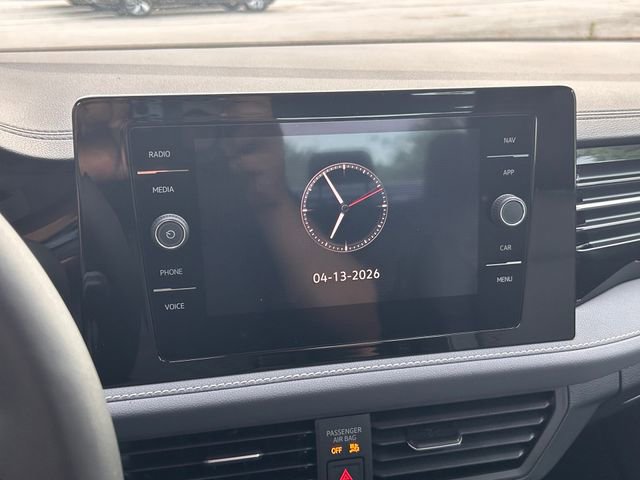 RADIO
MEDIA
PHONE
VOICE
04-13-2026
NAV
APP
CAR
MENU
PASSENGER
AIR BAG
OFF